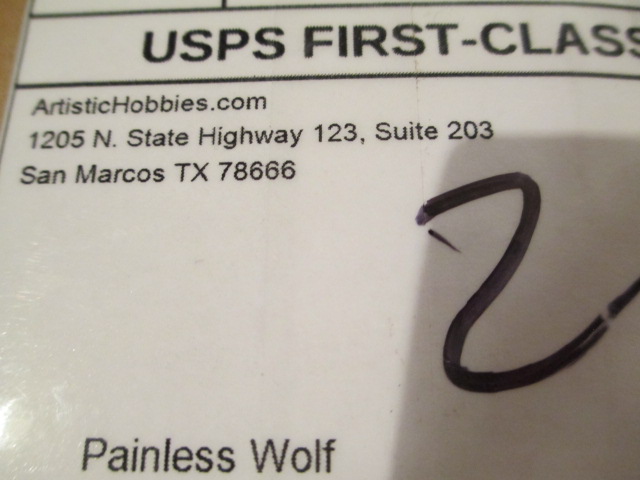 USPS FIRST-CLASS
ArtisticHobbies.com
1205 N. State Highway 123, Suite 203
San Marcos TX 78666
2
Painless Wolf